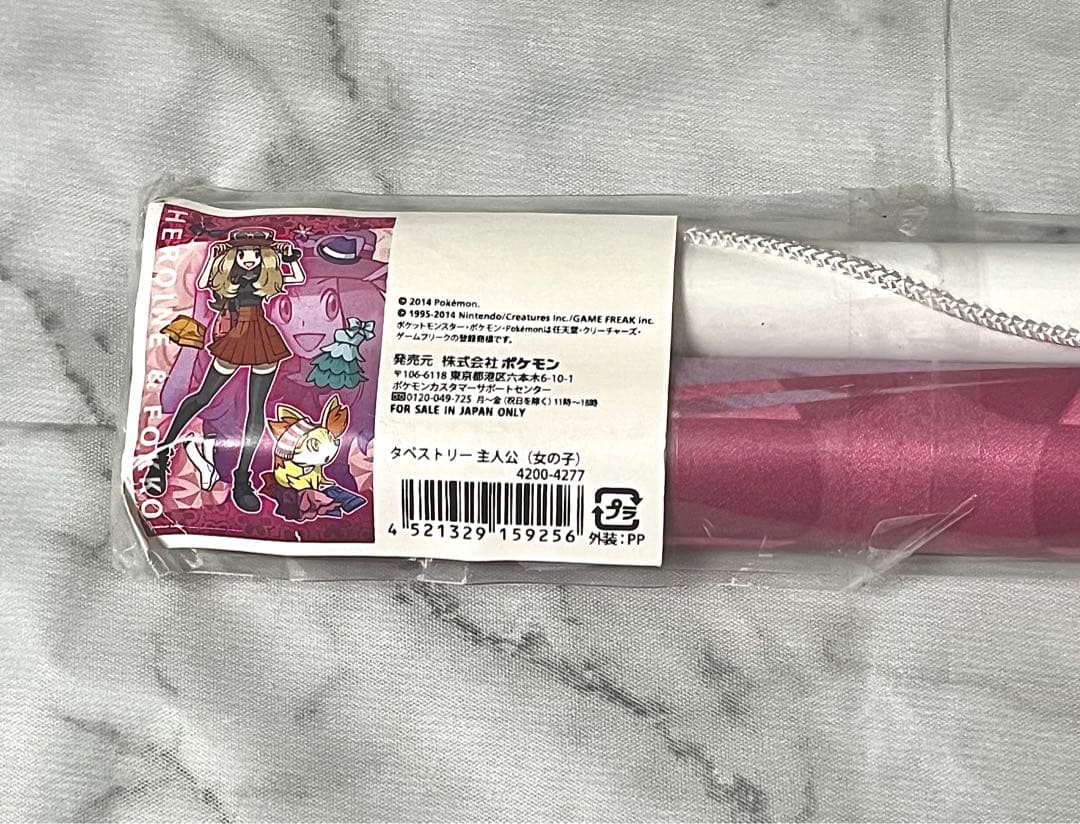 HEROINE & FOKKO
© 2014 Pokémon.
© 1995-2014 Nintendo/Creatures Inc./GAME FREAK inc.
ポケットモンスター・ポケモン・Pokémonは任天堂・クリーチャーズ・
ゲームフリークの登録商標です。
発売元 株式会社 ポケモン
〒106-6118 東京都港区六本木6-10-1
ポケモンカスタマーサポートセンター
0120-049-725 月〜金(祝日を除く)11時〜18時
FOR SALE IN JAPAN ONLY
タペストリー 主人公(女の子)
4200-4277
4 521329 159256
プラ
外装:PP